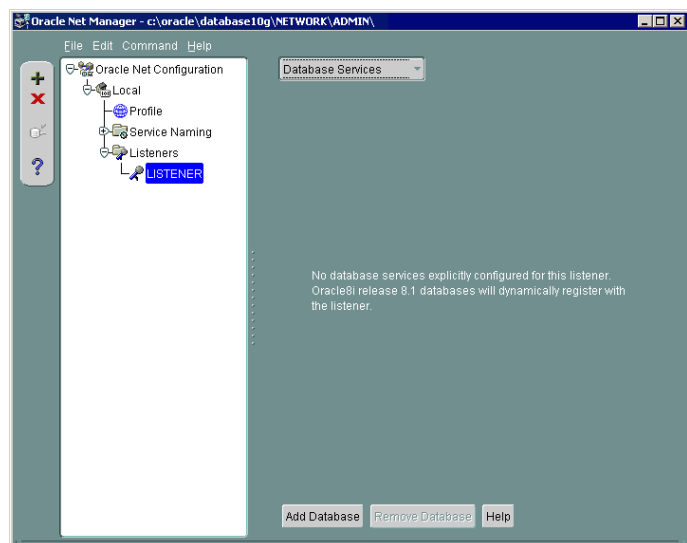 Oracle Net Manager - c:\oracle\database10g\NETWORK\ADMIN\
File Edit Command Help
Oracle Net Configuration
Local
Profile
Service Naming
Listeners
LISTENER
Database Services
No database services explicitly configured for this listener.
Oracle8i release 8.1 databases will dynamically register with
the listener.
Add Database Remove Database Help